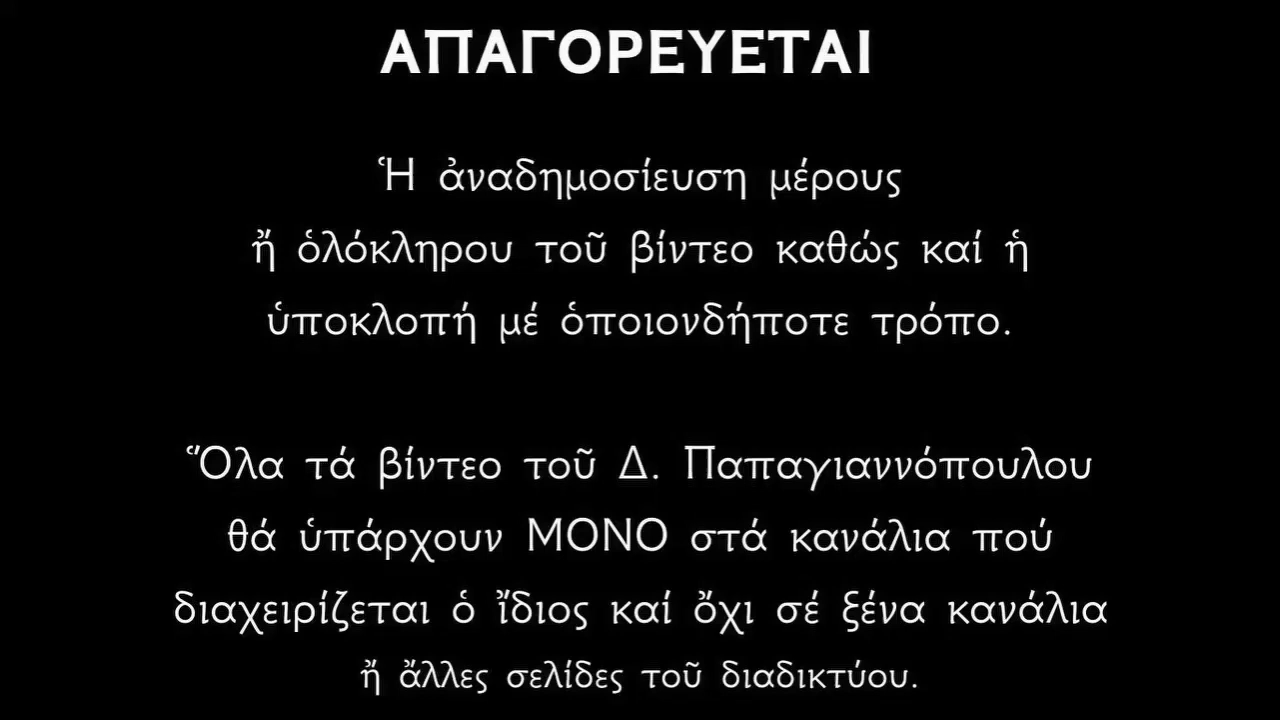 ΑΠΑΓΟΡΕΥΕΤΑΙ
Ἡ ἀναδημοσίευση μέρους
ἤ ὁλόκληρου τοῦ βίντεο καθώς καί ἡ
ὑποκλοπή μέ ὁποιονδήποτε τρόπο.
Ὅλα τά βίντεο τοῦ Δ. Παπαγιαννόπουλου
θά ὑπάρχουν ΜΟΝΟ στά κανάλια πού
διαχειρίζεται ὁ ἴδιος καί ὄχι σέ ξένα κανάλια
ἤ ἄλλες σελίδες τοῦ διαδικτύου.